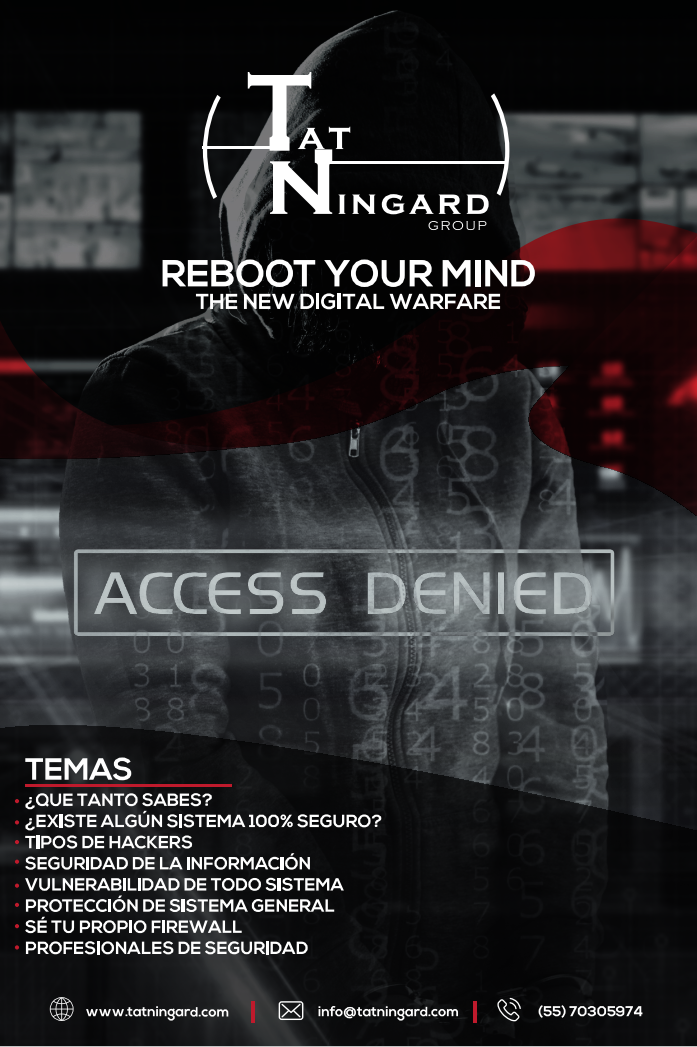 TAT
NINGARD
GROUP
REBOOT YOUR MIND
THE NEW DIGITAL WARFARE
ACCESS DENIED
TEMAS
• ¿QUE TANTO SABES?
• ¿EXISTE ALGÚN SISTEMA 100% SEGURO?
• TIPOS DE HACKERS
• SEGURIDAD DE LA INFORMACIÓN
• VULNERABILIDAD DE TODO SISTEMA
• PROTECCIÓN DE SISTEMA GENERAL
• SÉ TU PROPIO FIREWALL
• PROFESIONALES DE SEGURIDAD
www.tatningard.com | info@tatningard.com | (55) 70305974